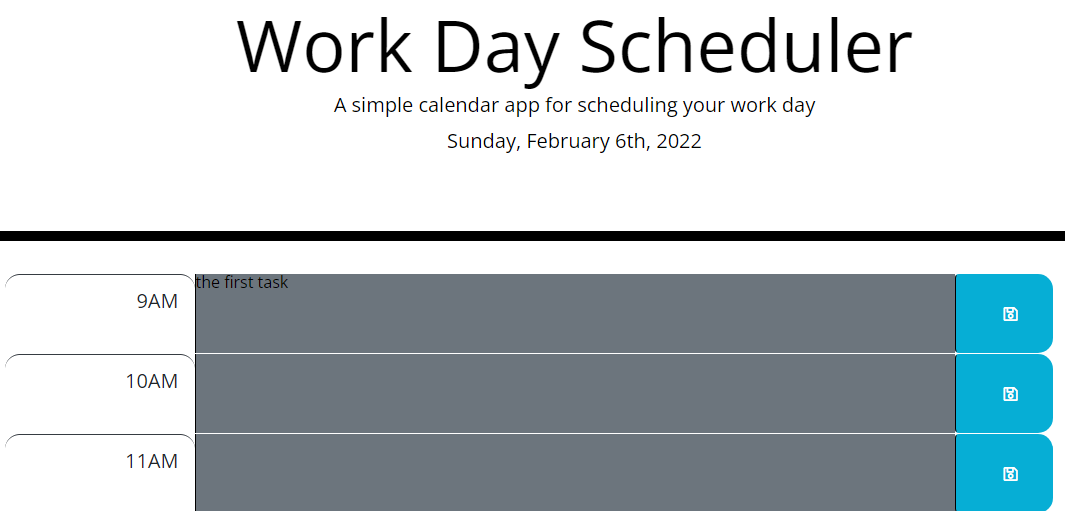 Work Day Scheduler
A simple calendar app for scheduling your work day
Sunday, February 6th, 2022
9AM
the first task
10AM
11AM